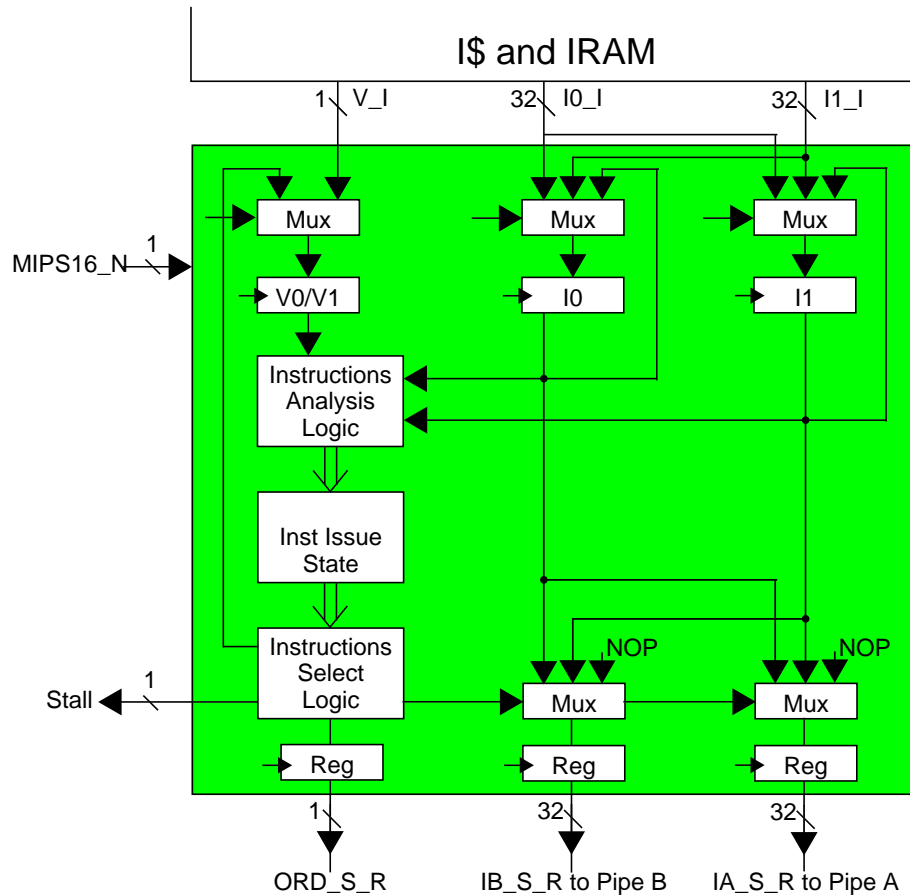 I$ and IRAM
1 V_I
32 I0_I
32 I1_I
Mux
Mux
Mux
MIPS16_N
1
V0/V1
I0
I1
Instructions
Analysis
Logic
Inst Issue
State
Instructions
Select
Logic
NOP
NOP
Stall
1
Mux
Mux
Reg
Reg
Reg
1
32
32
ORD_S_R
IB_S_R to Pipe B
IA_S_R to Pipe A